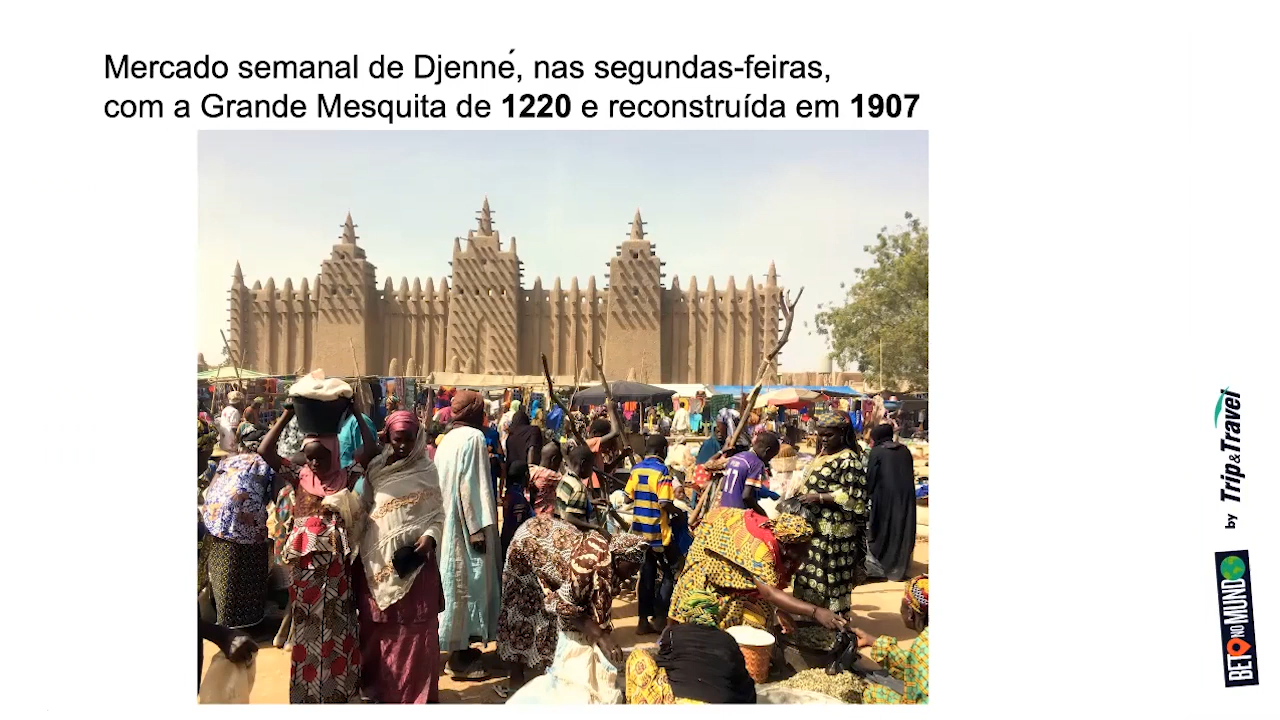 Mercado semanal de Djenné, nas segundas-feiras,
com a Grande Mesquita de 1220 e reconstruída em 1907
17
by Trip&Travel
BETO NO MUNDO